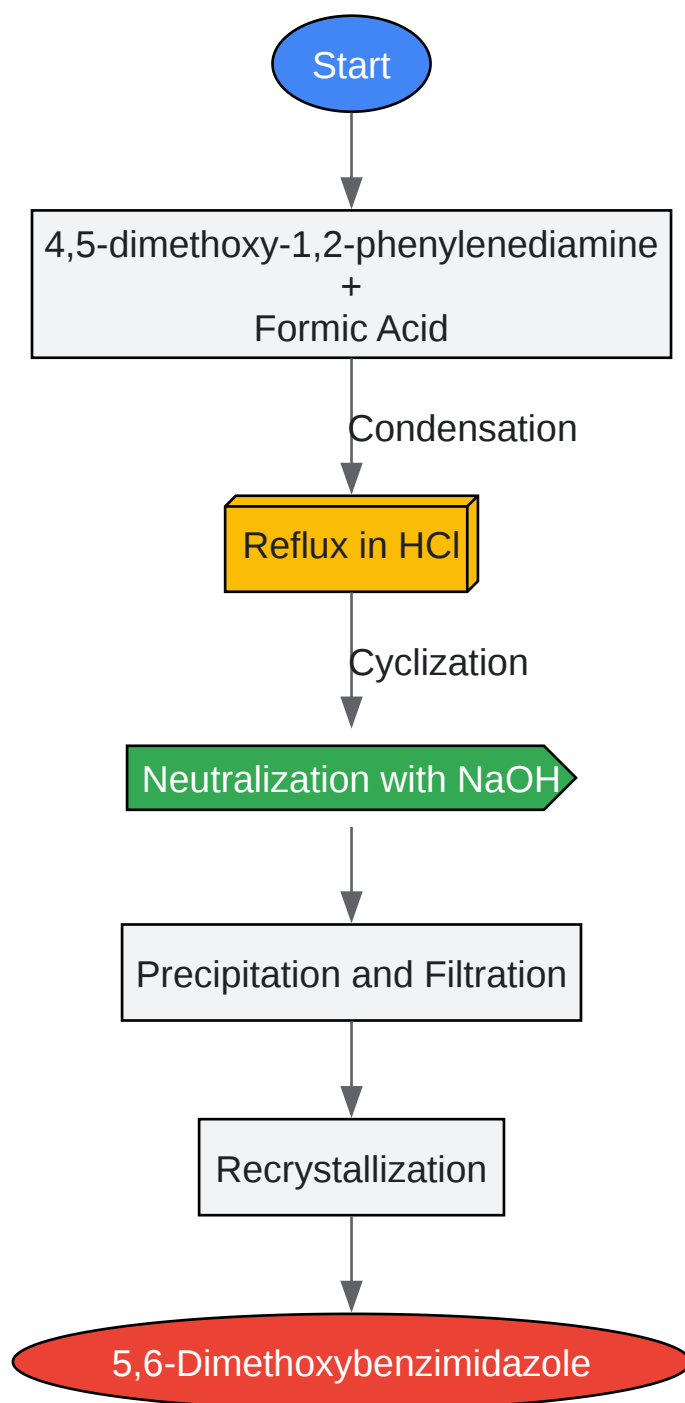 Start
4,5-dimethoxy-1,2-phenylenediamine
+
Formic Acid
Condensation
Reflux in HCl
Cyclization
Neutralization with NaOH
Precipitation and Filtration
Recrystallization
5,6-Dimethoxybenzimidazole